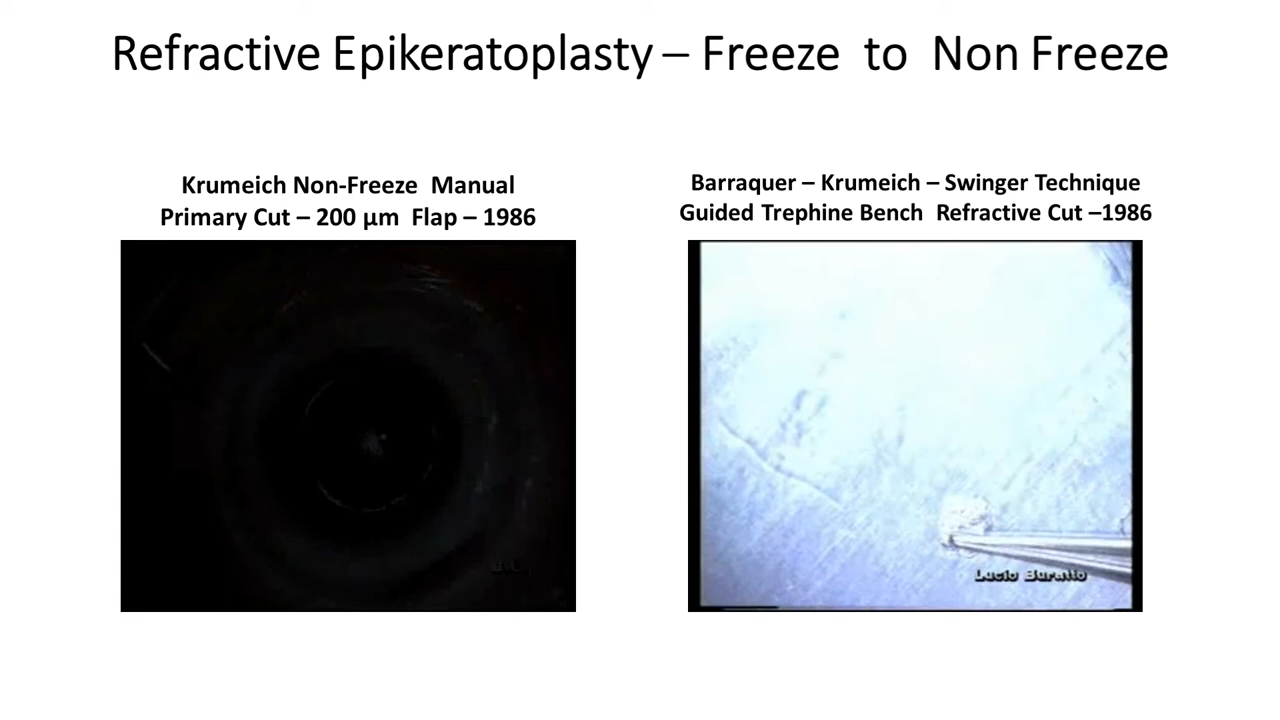 Refractive Epikeratoplasty – Freeze to Non Freeze
Krumeich Non-Freeze Manual
Primary Cut – 200 µm Flap – 1986
Barraquer – Krumeich – Swinger Technique
Guided Trephine Bench Refractive Cut –1986
Lucio Buratto